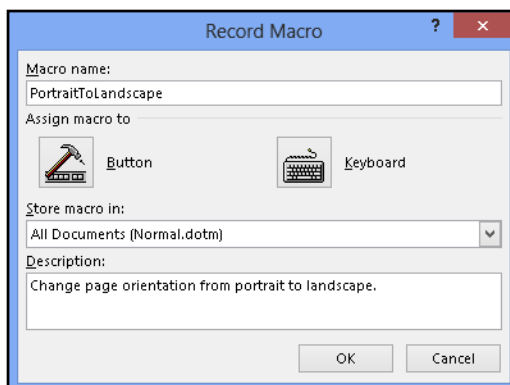 Record Macro
?
×
Macro name:
PortraitToLandscape
Assign macro to
Button
Keyboard
Store macro in:
All Documents (Normal.dotm)
Description:
Change page orientation from portrait to landscape.
OK
Cancel